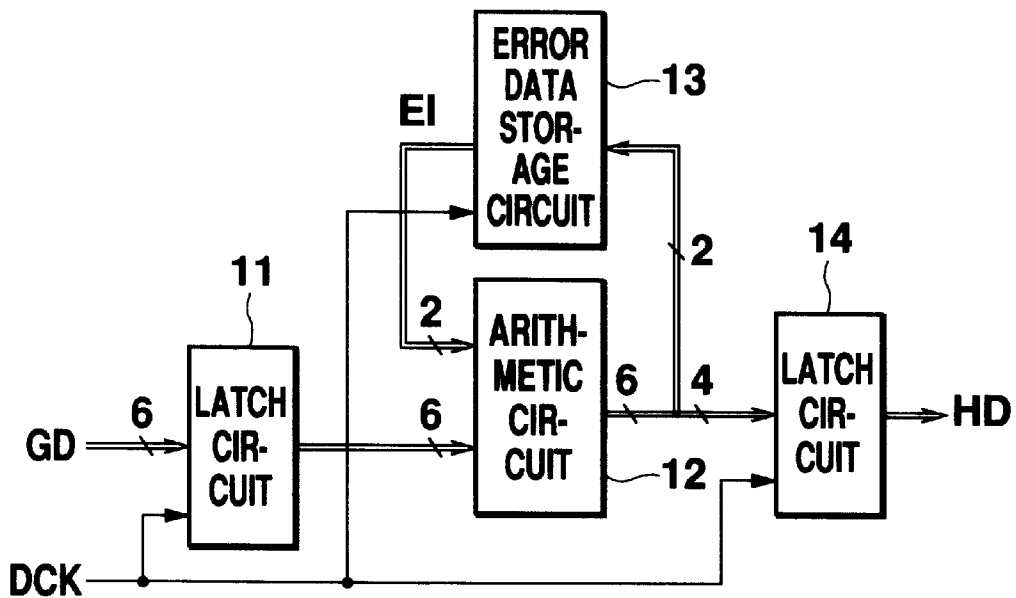 ERROR
DATA
STOR-
AGE
CIRCUIT
13
EI
2
14
11
2
ARITH-
METIC
CIR-
CUIT
12
LATCH
CIR-
CUIT
6
4
HD
LATCH
CIR-
CUIT
6
6
GD
DCK